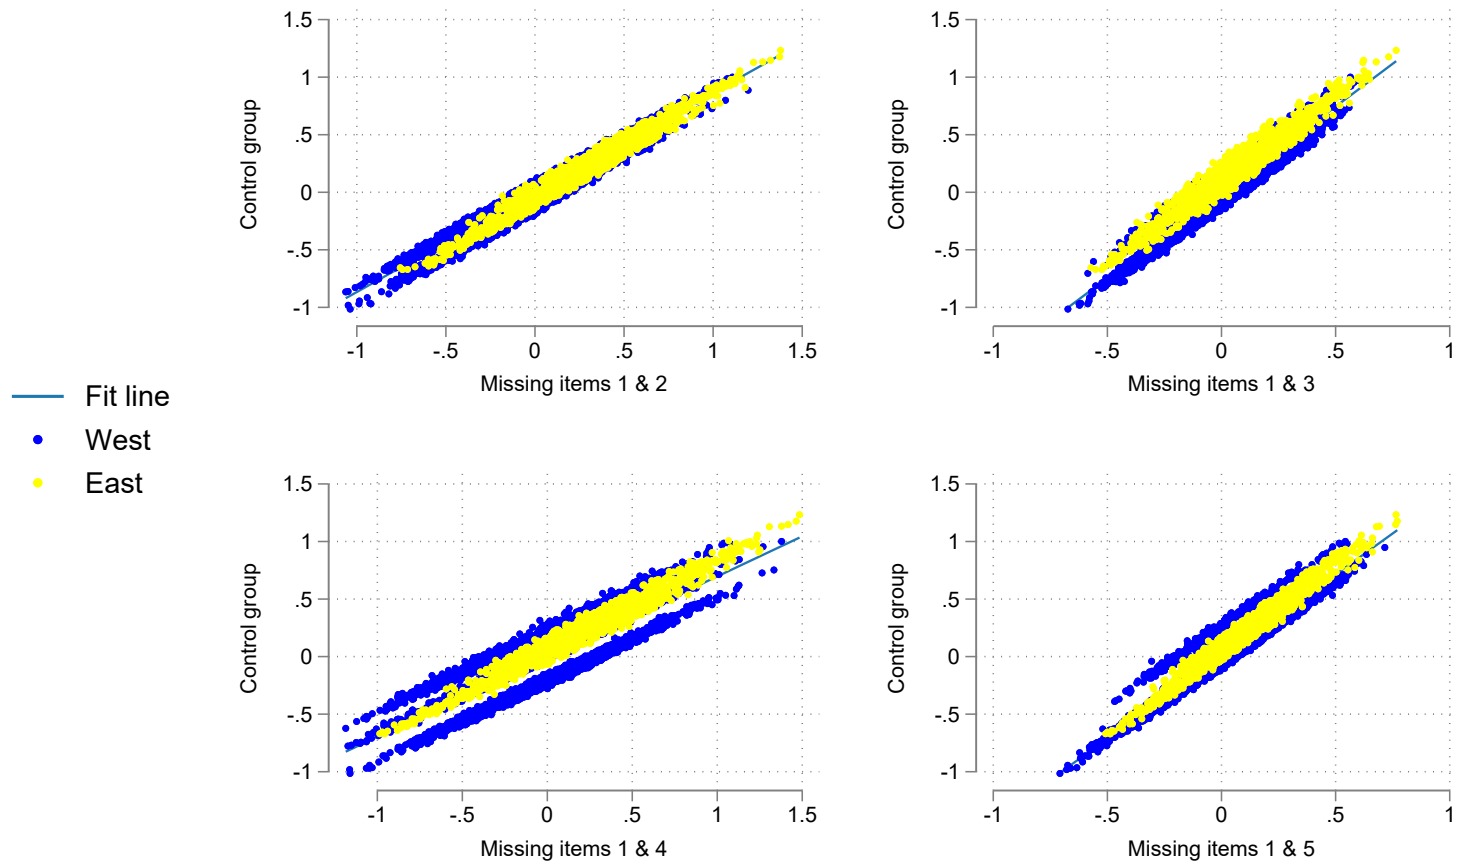 1.5
1
.5
0
-.5
-1
Control group
-1 -.5 0 .5 1 1.5
Missing items 1 & 2
1.5
1
.5
0
-.5
-1
Control group
-1 -.5 0 .5 1
Missing items 1 & 3
Fit line
West
East
1.5
1
.5
0
-.5
-1
Control group
-1 -.5 0 .5 1 1.5
Missing items 1 & 4
1.5
1
.5
0
-.5
-1
Control group
-1 -.5 0 .5 1
Missing items 1 & 5